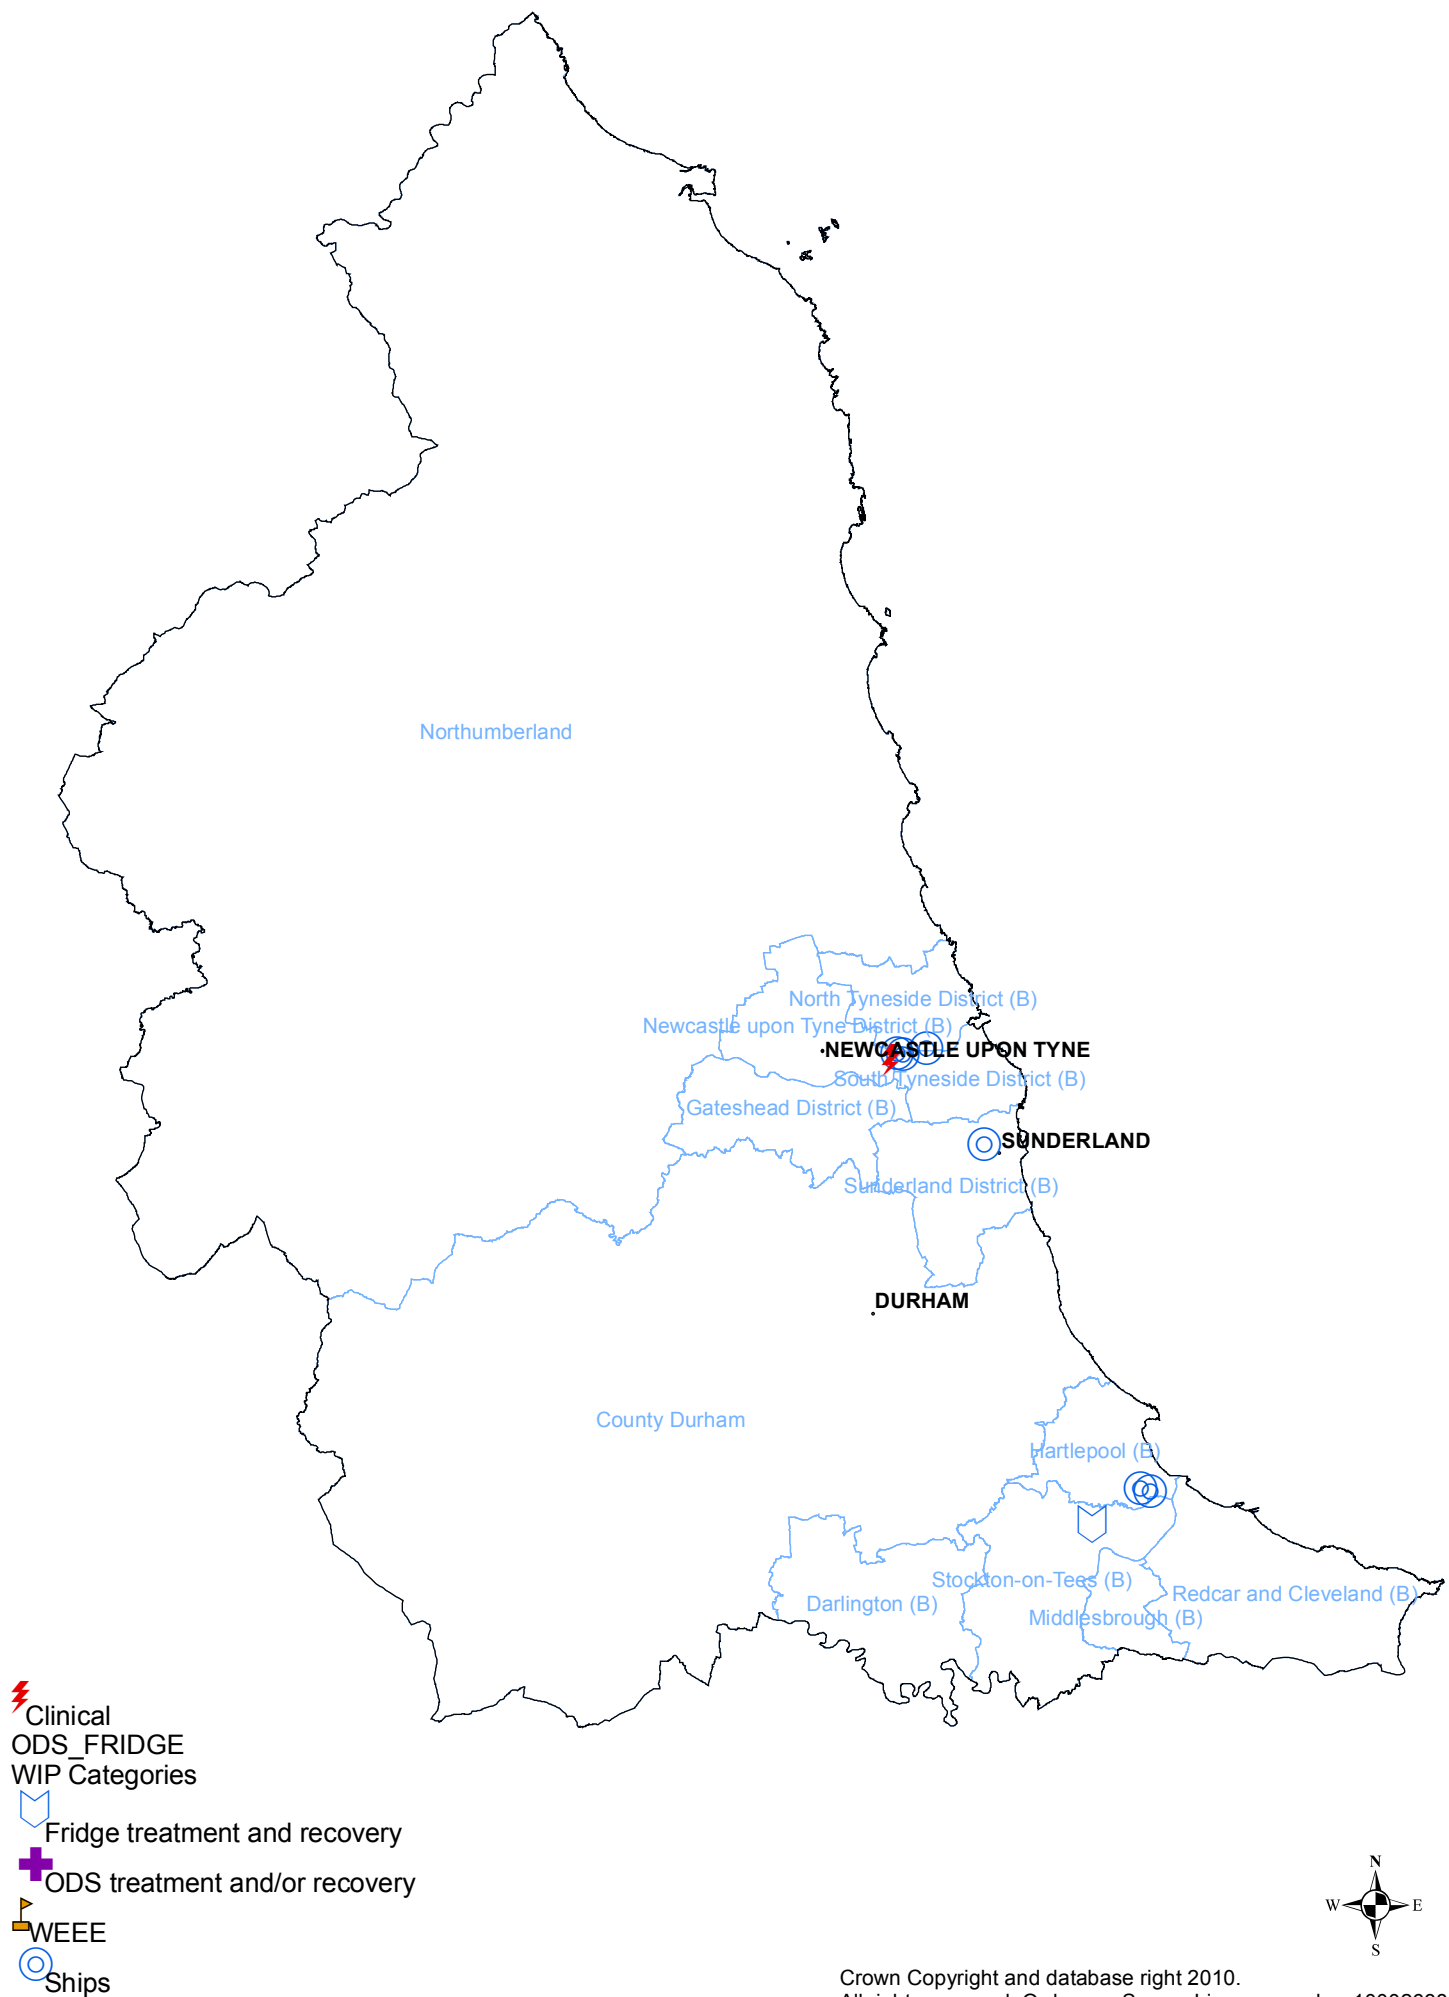 Northumberland
North Tyneside District (B)
Newcastle upon Tyne District (B)
NEWCASTLE UPON TYNE
South Tyneside District (B)
Gateshead District (B)
SUNDERLAND
Sunderland District (B)
DURHAM
County Durham
Hartlepool (B)
Stockton-on-Tees (B)
Redcar and Cleveland (B)
Darlington (B)
Middlesbrough (B)
Clinical
ODS_FRIDGE
WIP Categories
Fridge treatment and recovery
ODS treatment and/or recovery
WEEE
Ships
N
W
E
S
Crown Copyright and database right 2010.